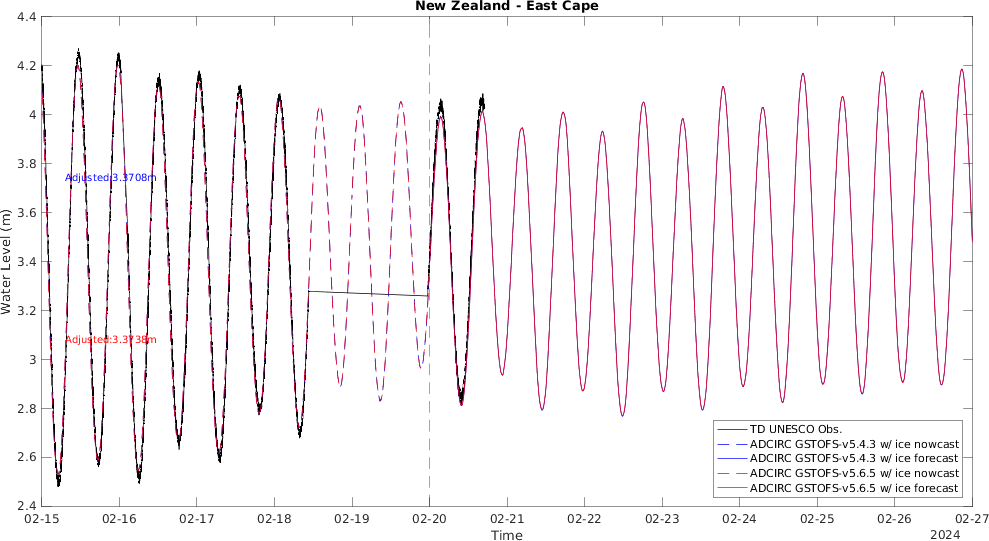 New Zealand - East Cape
Water Level (m)
4.4
4.2
4
3.8
3.6
3.4
3.2
3
2.8
2.6
2.4
Adjusted:3.3708m
Adjusted:3.3738m
TD UNESCO Obs.
ADCIRC GSTOFS-v5.4.3 w/ ice nowcast
ADCIRC GSTOFS-v5.4.3 w/ ice forecast
ADCIRC GSTOFS-v5.6.5 w/ ice nowcast
ADCIRC GSTOFS-v5.6.5 w/ ice forecast
02-15 02-16 02-17 02-18 02-19 02-20 02-21 02-22 02-23 02-24 02-25 02-26 02-27
Time
2024